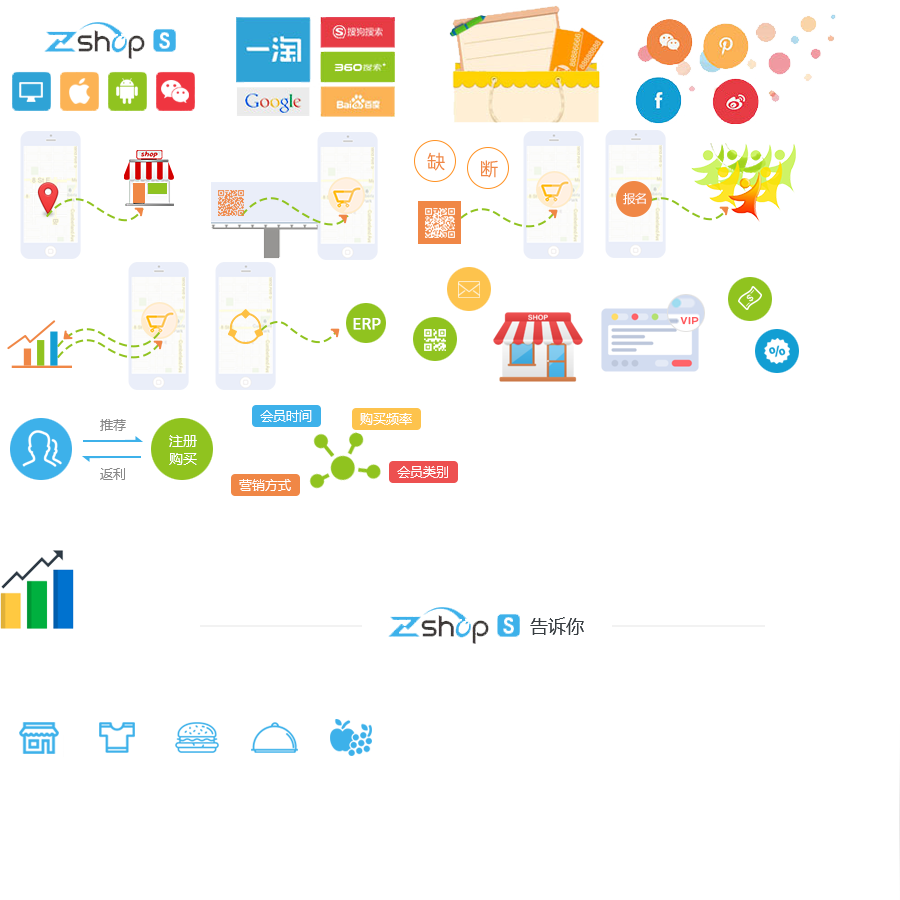 Zshop S
一淘
S搜狗搜索
360搜索+
Google
Bai百度
shop
缺
断
报名
ERP
SHOP
VIP
$
%
推荐
返利
注册
购买
会员时间
购买频率
会员类别
营销方式
Zshop S 告诉你